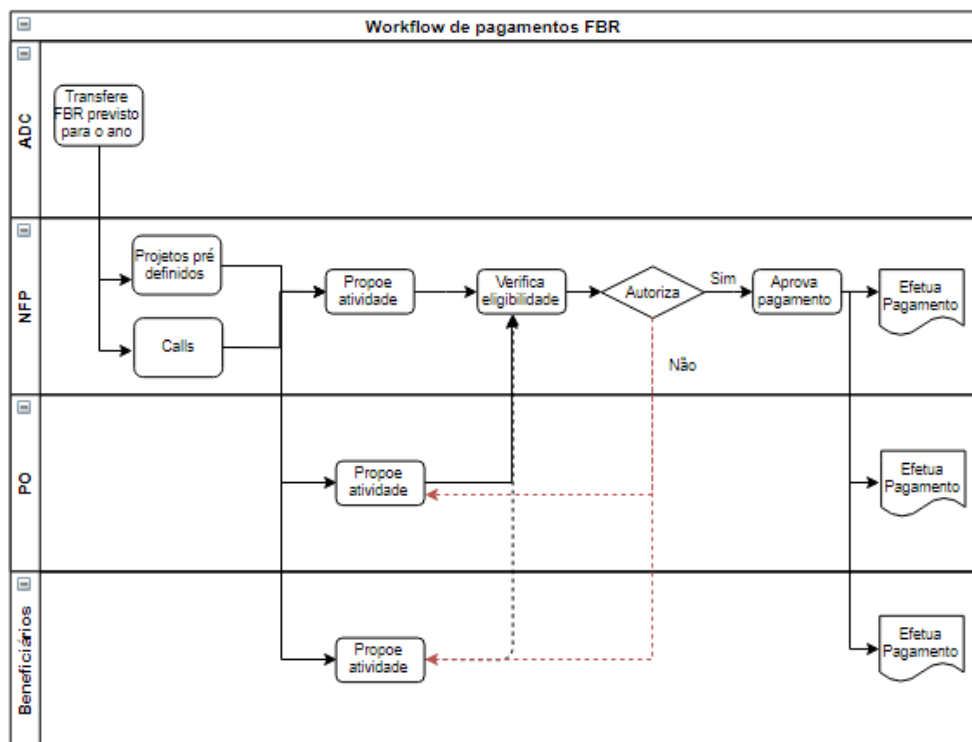 Workflow de pagamentos FBR
ADC
Transfere
FBR previsto
para o ano
NFP
Projetos pré
definidos
Calls
Propoe
atividade
Verifica
eligibilidade
Autoriza
Sim
Não
Aprova
pagamento
Efetua
Pagamento
PO
Propoe
atividade
Efetua
Pagamento
Beneficiários
Propoe
atividade
Efetua
Pagamento